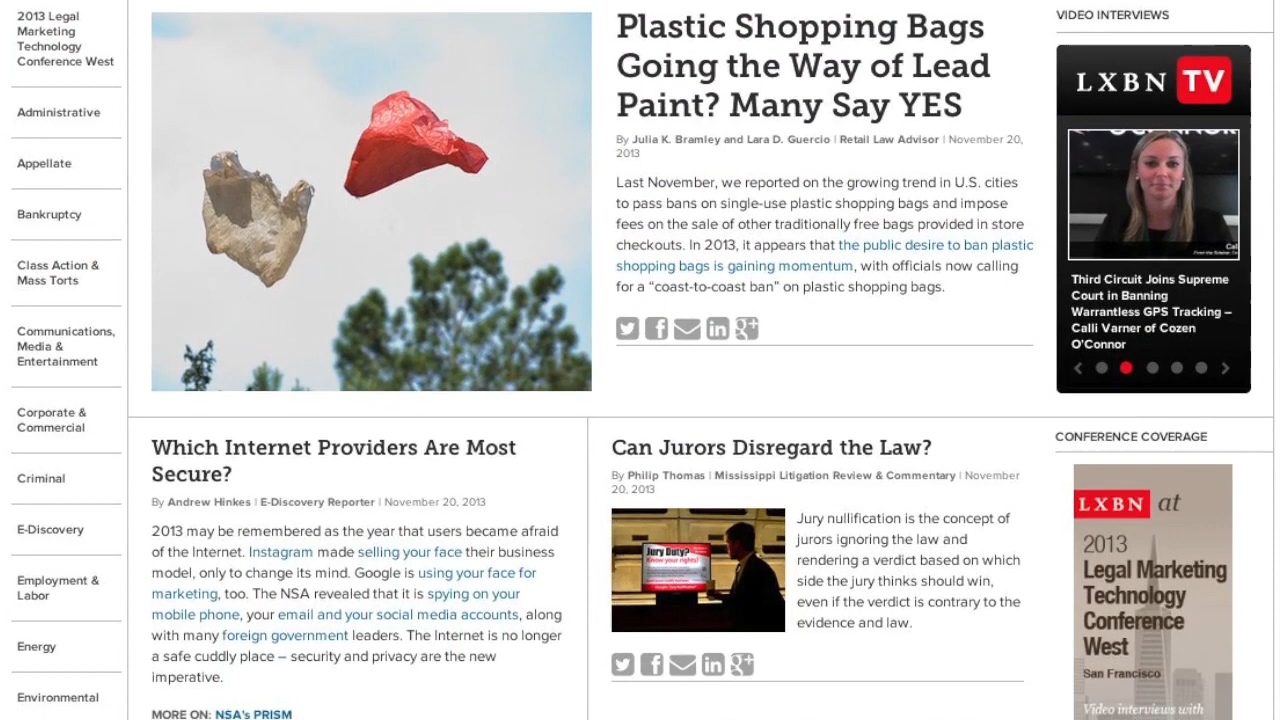 2013 Legal
Marketing
Technology
Conference West
Administrative
Appellate
Bankruptcy
Class Action &
Mass Torts
Communications,
Media &
Entertainment
Corporate &
Commercial
Criminal
E-Discovery
Employment &
Labor
Energy
Environmental
Plastic Shopping Bags
Going the Way of Lead
Paint? Many Say YES
By Julia K. Bramley and Lara D. Guercio | Retail Law Advisor | November 20,
2013
Last November, we reported on the growing trend in U.S. cities
to pass bans on single-use plastic shopping bags and impose
fees on the sale of other traditionally free bags provided in store
checkouts. In 2013, it appears that the public desire to ban plastic
shopping bags is gaining momentum, with officials now calling
for a “coast-to-coast ban” on plastic shopping bags.
Which Internet Providers Are Most
Secure?
By Andrew Hinkes | E-Discovery Reporter | November 20, 2013
2013 may be remembered as the year that users became afraid
of the Internet. Instagram made selling your face their business
model, only to change its mind. Google is using your face for
marketing, too. The NSA revealed that it is spying on your
mobile phone, your email and your social media accounts, along
with many foreign government leaders. The Internet is no longer
a safe cuddly place – security and privacy are the new
imperative.
MORE ON: NSA's PRISM
Can Jurors Disregard the Law?
By Philip Thomas | Mississippi Litigation Review & Commentary | November
20, 2013
Jury Duty?
Know your rights!
Jury nullification is the concept of
jurors ignoring the law and
rendering a verdict based on which
side the jury thinks should win,
even if the verdict is contrary to the
evidence and law.
VIDEO INTERVIEWS
LXBN TV
O'CONNOR
Cal
Third Circuit Joins Supreme
Court in Banning
Warrantless GPS Tracking –
Calli Varner of Cozen
O'Connor
CONFERENCE COVERAGE
LXBN at
2013
Legal Marketing
Technology
Conference
West
San Francisco
Video interviews with